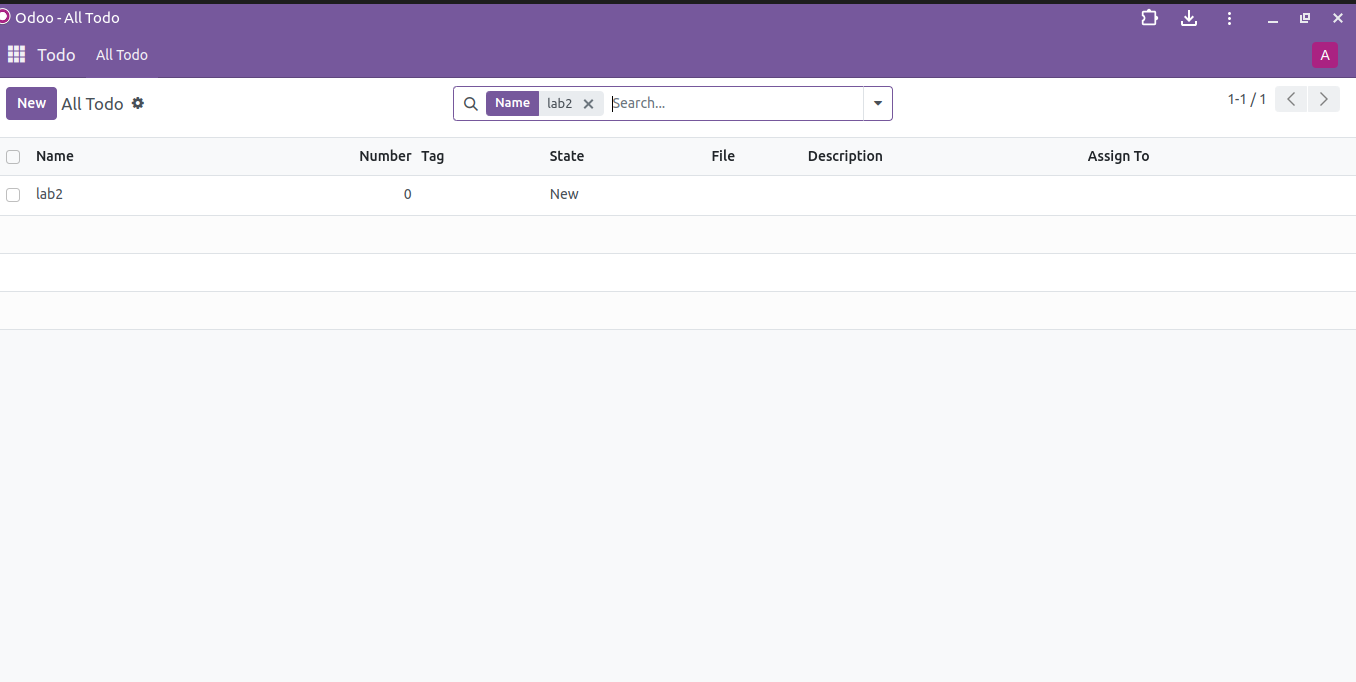 Odoo - All Todo
Todo All Todo A
New All Todo Name lab2 Search... 1-1 / 1
Name Number Tag State File Description Assign To
lab2 0 New